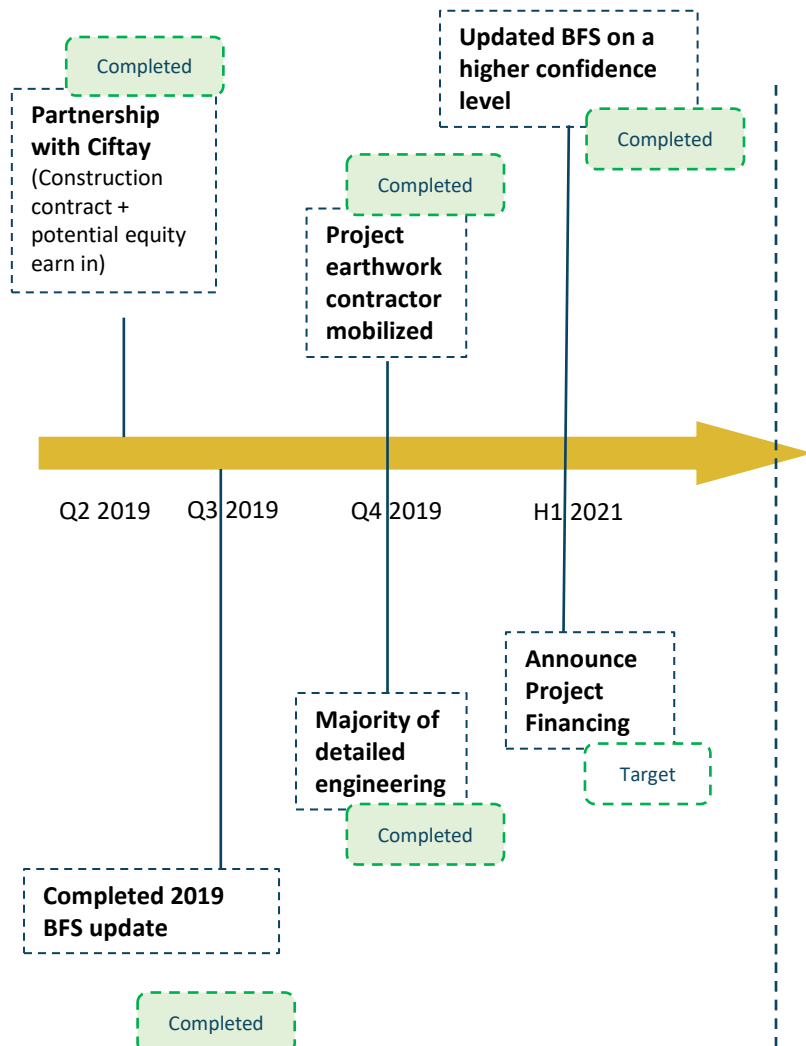 Completed
Partnership
with Ciftay
(Construction
contract +
potential equity
earn in)
Completed
Project
earthwork
contractor
mobilized
Updated BFS on a
higher confidence
level
Completed
Q2 2019
Q3 2019
Q4 2019
H1 2021
Completed 2019
BFS update
Completed
Majority of
detailed
engineering
Completed
Announce
Project
Financing
Target